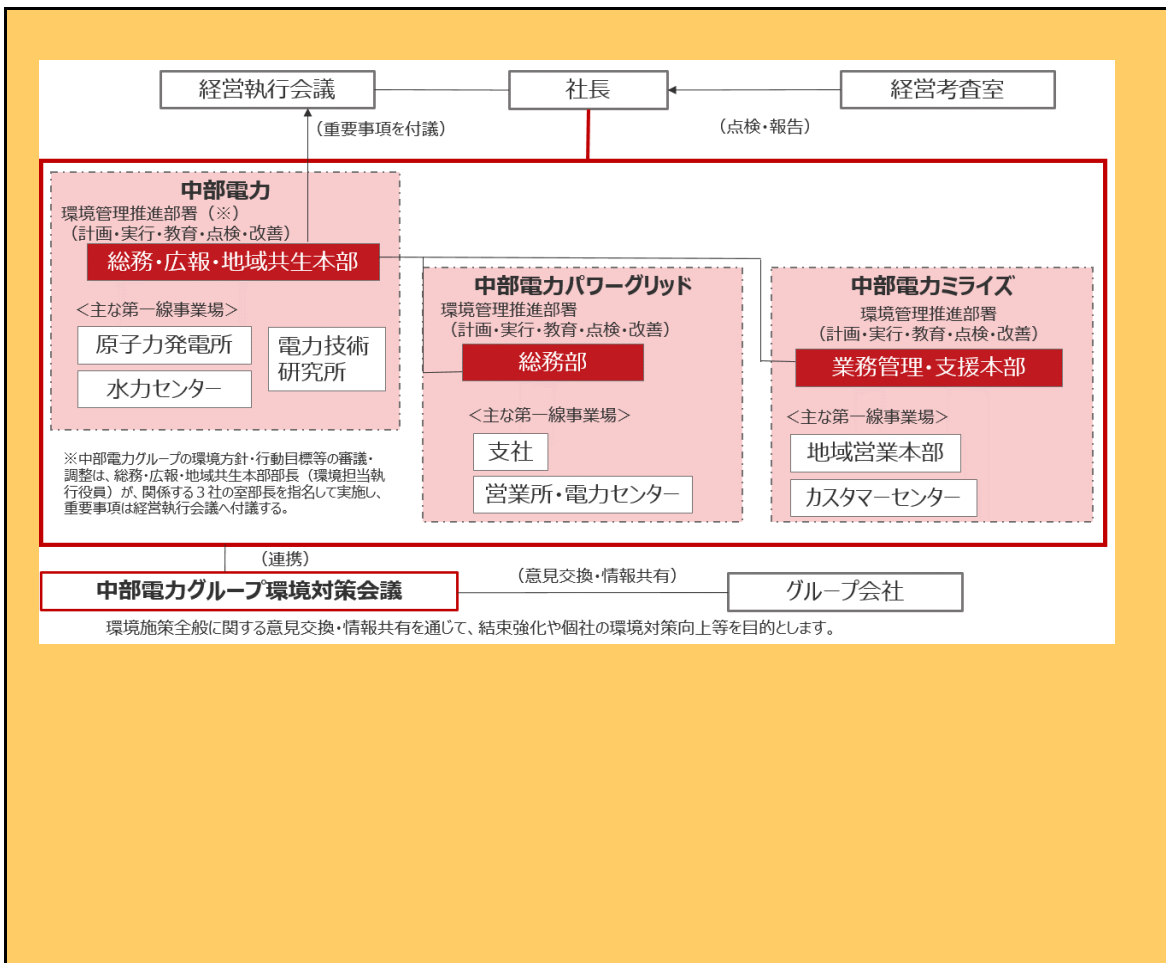 経営執行会議
社長
経営考査室
（重要事項を付議）
（点検・報告）
中部電力
環境管理推進部署（※）
（計画・実行・教育・点検・改善）
総務・広報・地域共生本部
＜主な第一線事業場＞
原子力発電所
水力センター
電力技術
研究所
※中部電力グループの環境方針・行動目標等の審議・
調整は、総務・広報・地域共生本部部長（環境担当執
行役員）が、関係する３社の室部長を指名して実施し、
重要事項は経営執行会議へ付議する。
中部電力パワーグリッド
環境管理推進部署
（計画・実行・教育・点検・改善）
総務部
＜主な第一線事業場＞
支社
営業所・電力センター
中部電力ミライズ
環境管理推進部署
（計画・実行・教育・点検・改善）
業務管理・支援本部
＜主な第一線事業場＞
地域営業本部
カスタマーセンター
（連携）
中部電力グループ環境対策会議
（意見交換・情報共有）
グループ会社
環境施策全般に関する意見交換・情報共有を通じて、結束強化や個社の環境対策向上等を目的とします。